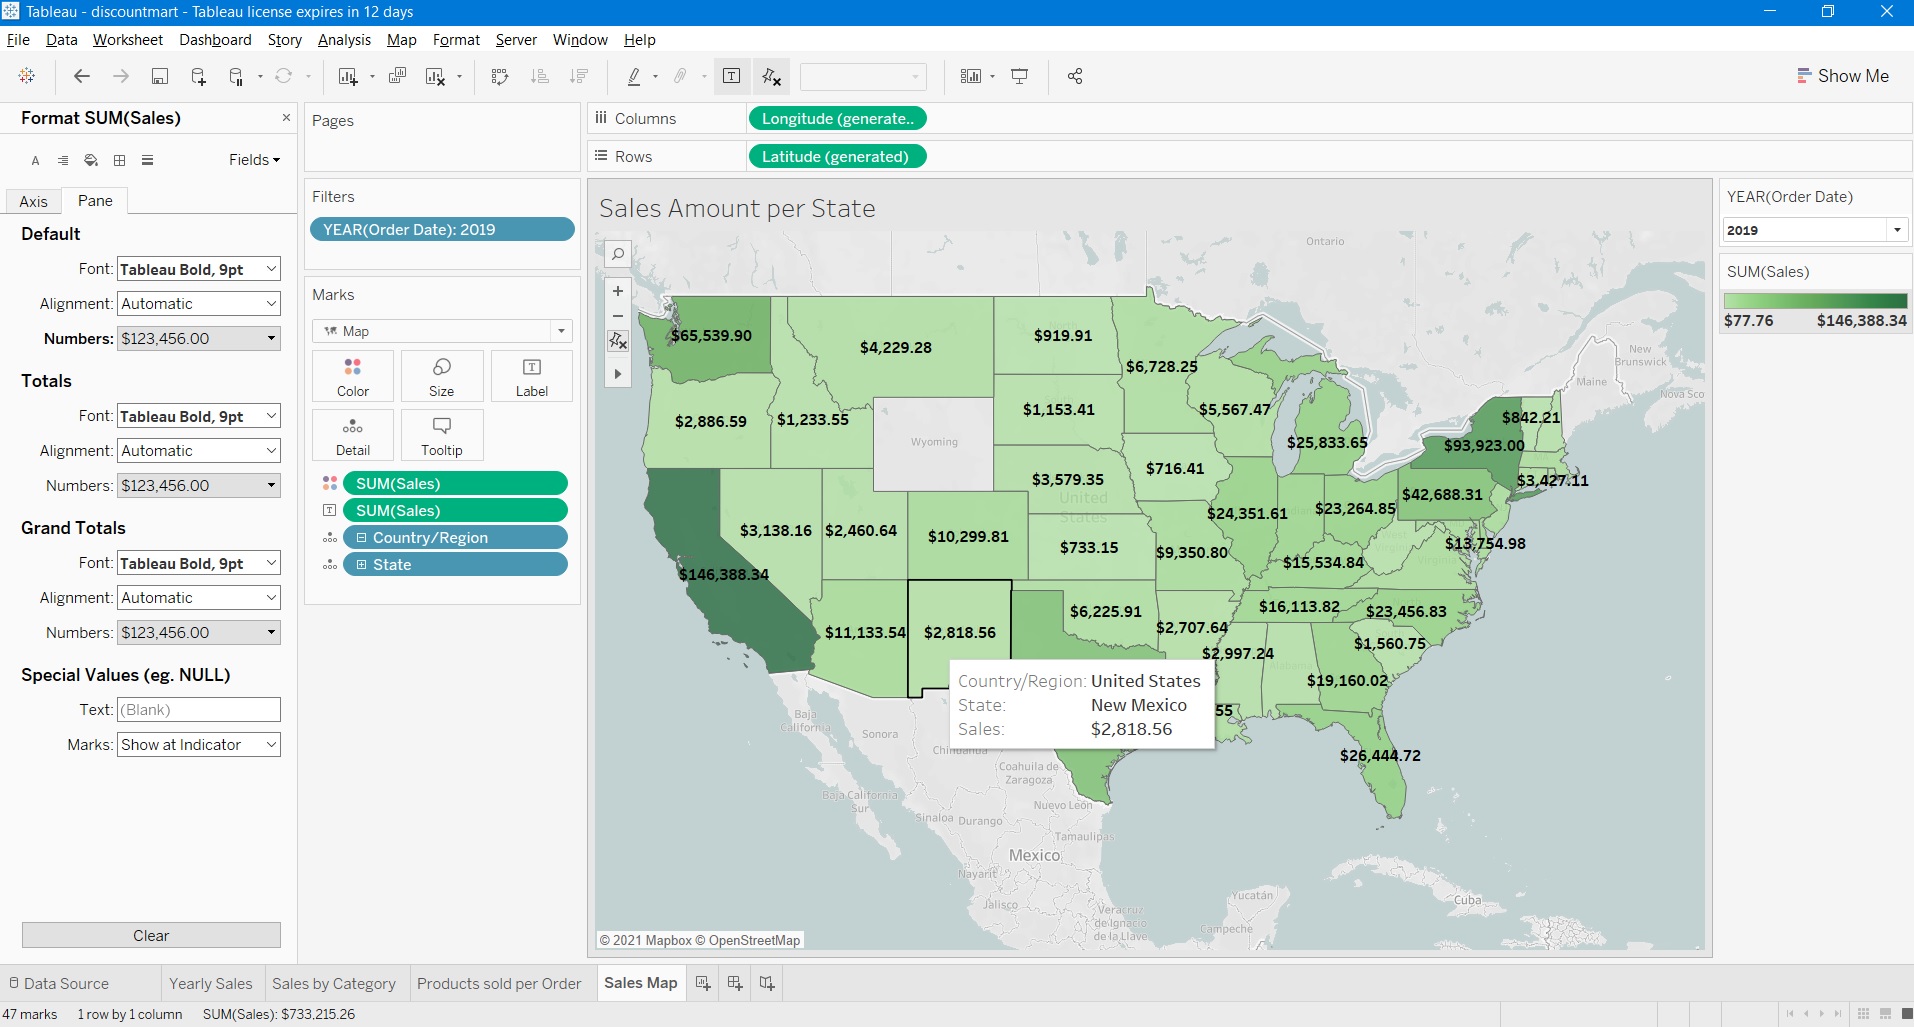 Tableau - discountmart - Tableau license expires in 12 days
File Data Worksheet Dashboard Story Analysis Map Format Server Window Help
Show Me
Format SUM(Sales)
Fields
Axis Pane
Default
Font: Tableau Bold, 9pt
Alignment: Automatic
Numbers: $123,456.00
Totals
Font: Tableau Bold, 9pt
Alignment: Automatic
Numbers: $123,456.00
Grand Totals
Font: Tableau Bold, 9pt
Alignment: Automatic
Numbers: $123,456.00
Special Values (eg. NULL)
Text: (Blank)
Marks: Show at Indicator
Clear
Pages
Filters
YEAR(Order Date): 2019
Marks
Map
Color Size Label
Detail Tooltip
SUM(Sales)
SUM(Sales)
Country/Region
State
Columns Longitude (generate..
Rows Latitude (generated)
Sales Amount per State
Ontario
New
Brunswick
Maine
Nova Sco
$65,539.90
$4,229.28
$919.91
$6,728.25
$2,886.59
$1,233.55
Wyoming
$1,153.41
$5,567.47
$25,833.65
$842.21
$93,923.00
$3,427.11
$3,579.35
$716.41
$42,688.31
United
States
$24,351.61
$23,264.85
$3,138.16
$2,460.64
$10,299.81
$733.15
$9,350.80
$15,534.84
$13,754.98
$146,388.34
$11,133.54
$2,818.56
$6,225.91
$2,707.64
$16,113.82
$23,456.83
$2,997.24
$1,560.75
Alabama
$19,160.02
55
$26,444.72
Country/Region: United States
State: New Mexico
Sales: $2,818.56
Baja
California
Sonora
Chihuahua
Coahuila de
Zaragoza
Baja California
Sur
Nuevo León
Sinaloa
Durango
Tamaulipas
Mexico
Nayarit
Jalisco
Veracruz
de Ignacio
de la Llave
Yucatán
Campeche
Cuba
© 2021 Mapbox © OpenStreetMap
YEAR(Order Date)
2019
SUM(Sales)
$77.76 $146,388.34
Data Source Yearly Sales Sales by Category Products sold per Order Sales Map
47 marks 1 row by 1 column SUM(Sales): $733,215.26